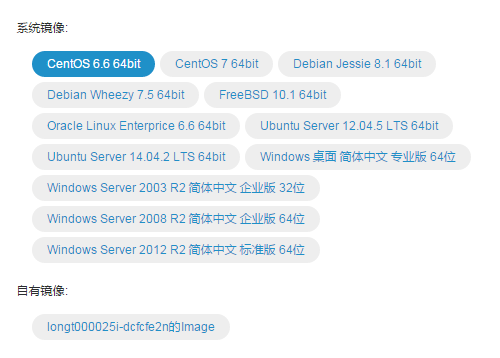 系统镜像:
CentOS 6.6 64bit CentOS 7 64bit Debian Jessie 8.1 64bit
Debian Wheezy 7.5 64bit FreeBSD 10.1 64bit
Oracle Linux Enterprice 6.6 64bit Ubuntu Server 12.04.5 LTS 64bit
Ubuntu Server 14.04.2 LTS 64bit Windows 桌面 简体中文 专业版 64位
Windows Server 2003 R2 简体中文 企业版 32位
Windows Server 2008 R2 简体中文 企业版 64位
Windows Server 2012 R2 简体中文 标准版 64位
自有镜像:
longt000025i-dcfcfe2n的Image